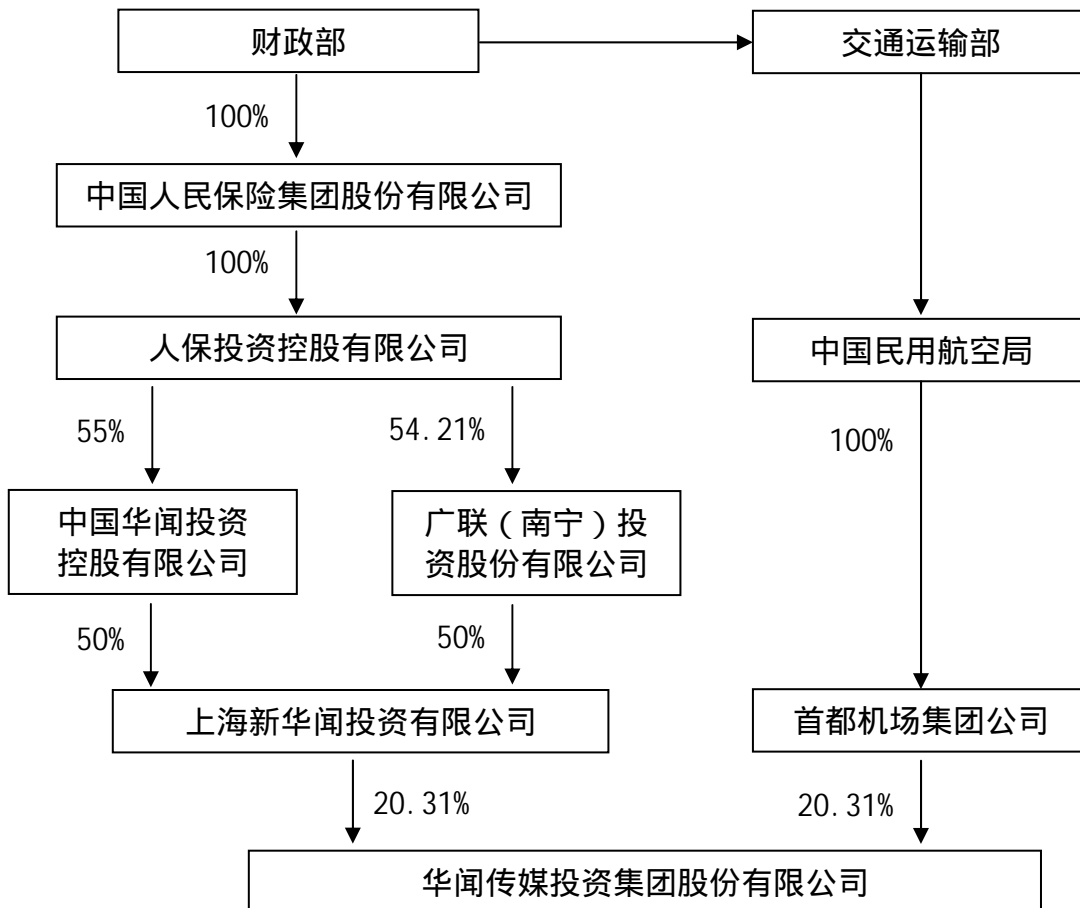 财政部
交通运输部
100%
中国人民保险集团股份有限公司
100%
人保投资控股有限公司
中国民用航空局
55%
54.21%
100%
中国华闻投资
控股有限公司
广联（南宁）投
资股份有限公司
50%
50%
上海新华闻投资有限公司
首都机场集团公司
20.31%
20.31%
华闻传媒投资集团股份有限公司